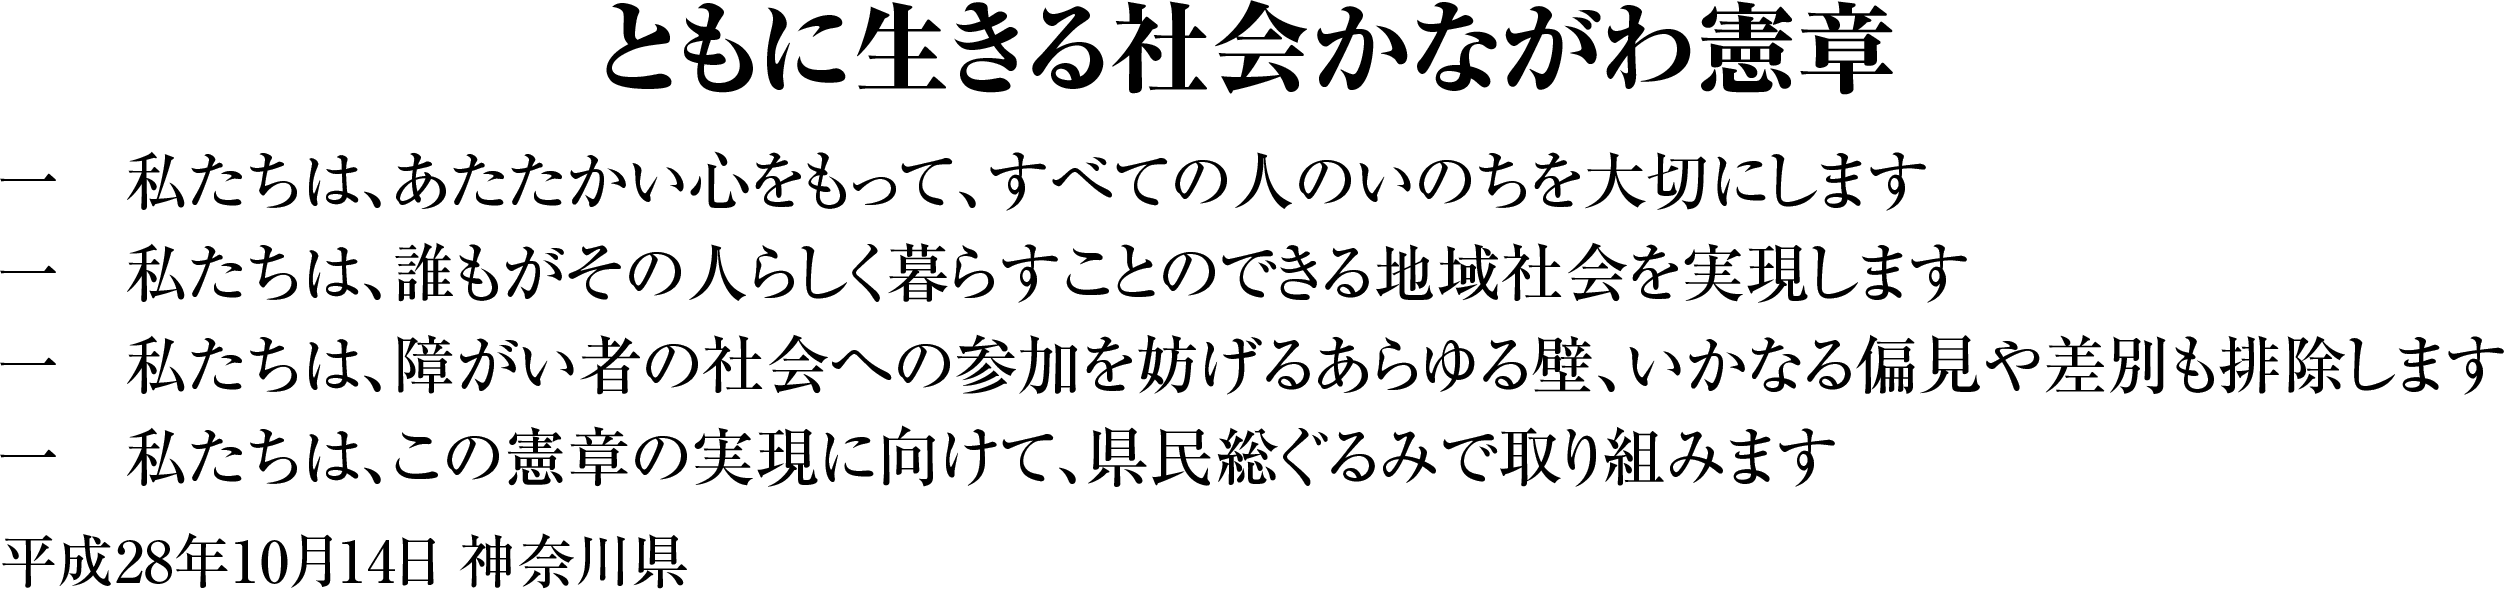 ともに生きる社会かながわ憲章
一 私たちは、あたたかい心をもって、すべての人のいのちを大切にします
一 私たちは、誰もがその人らしく暮らすことのできる地域社会を実現します
一 私たちは、障がい者の社会への参加を妨げるあらゆる壁、いかなる偏見や差別も排除します
一 私たちは、この憲章の実現に向けて、県民総ぐるみで取り組みます
平成28年10月14日 神奈川県